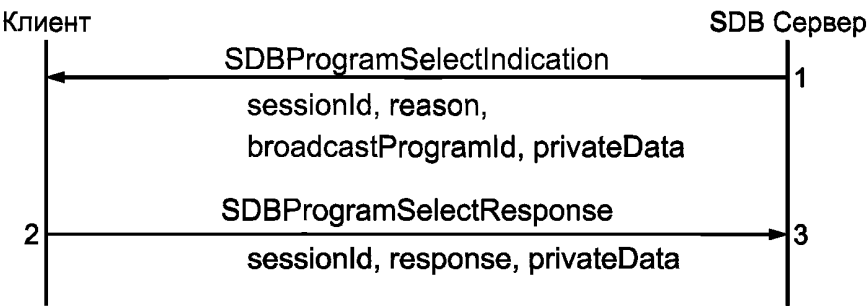 Клиент SDB Сервер
SDBProgramSelectIndication
1
sessionId, reason,
broadcastProgramId, privateData
SDBProgramSelectResponse
2 3
sessionId, response, privateData